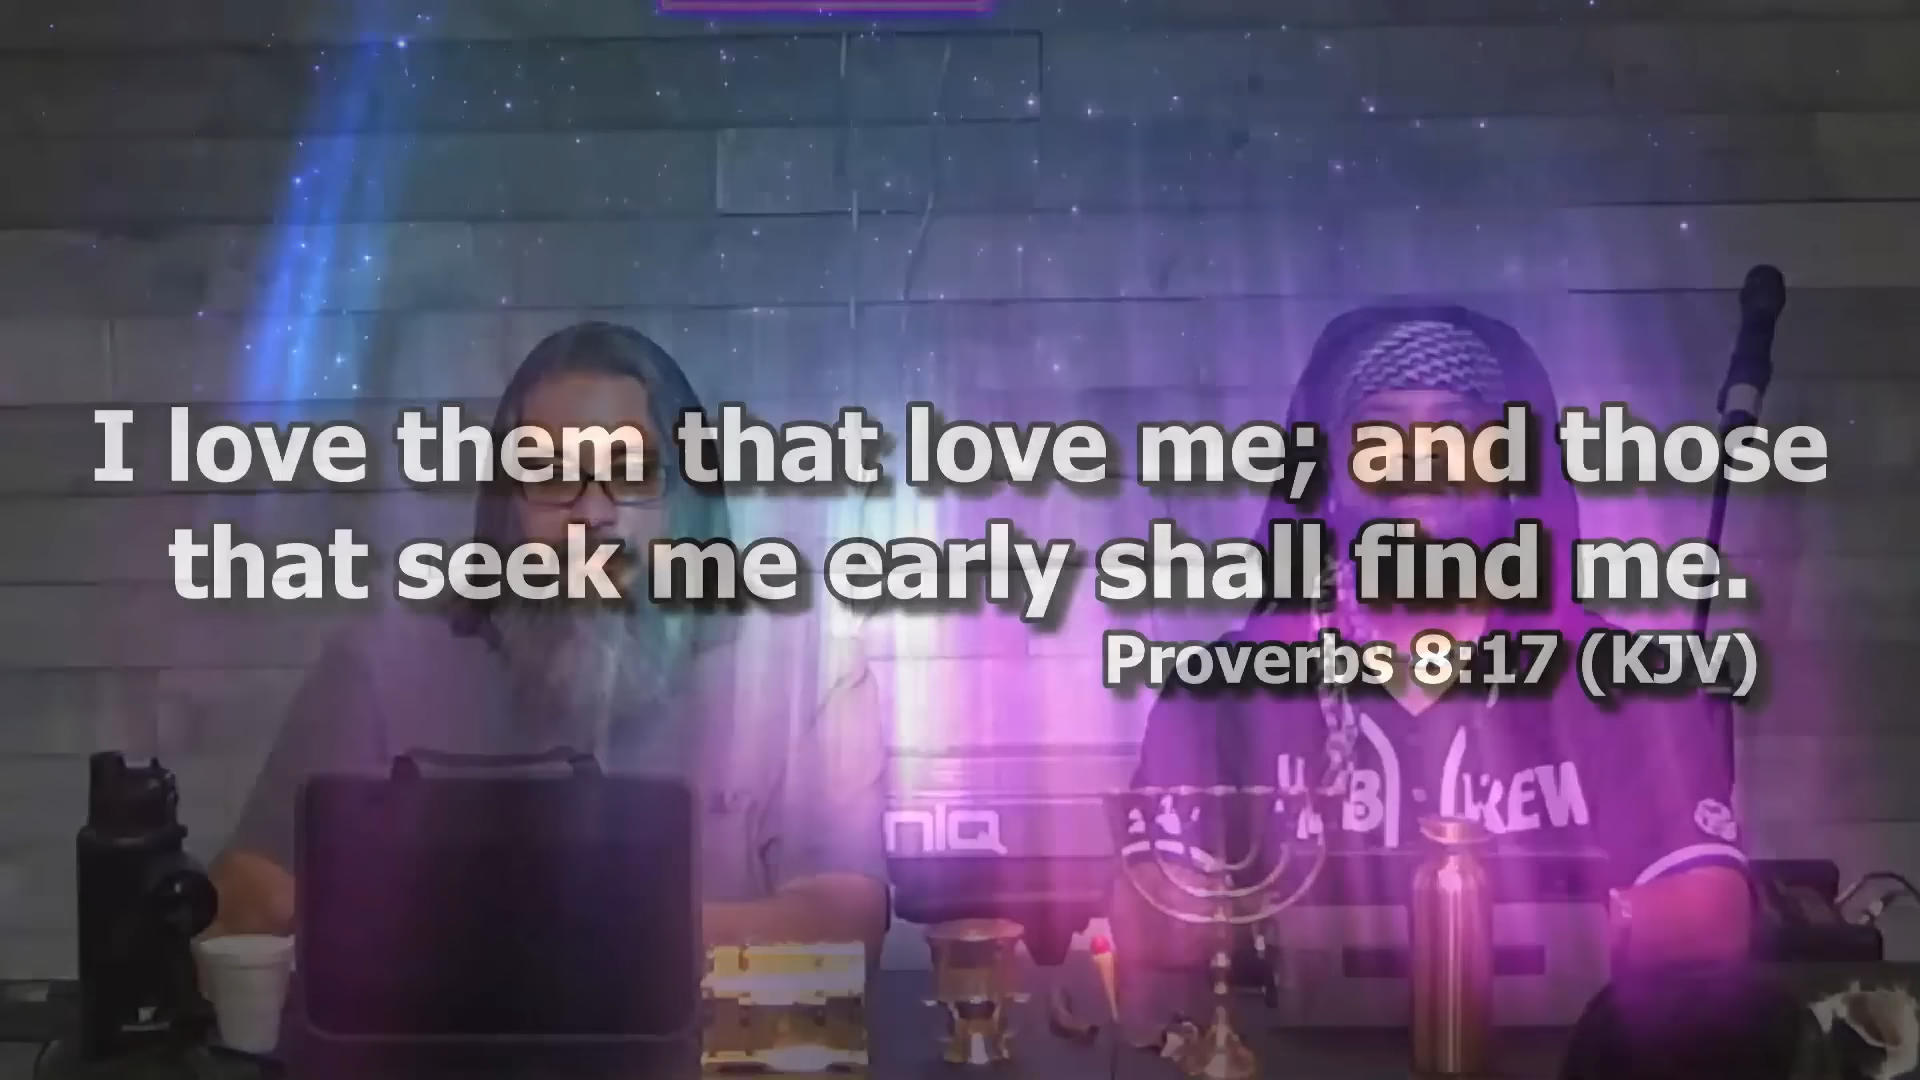 I love them that love me; and those
that seek me early shall find me.
Proverbs 8:17 (KJV)